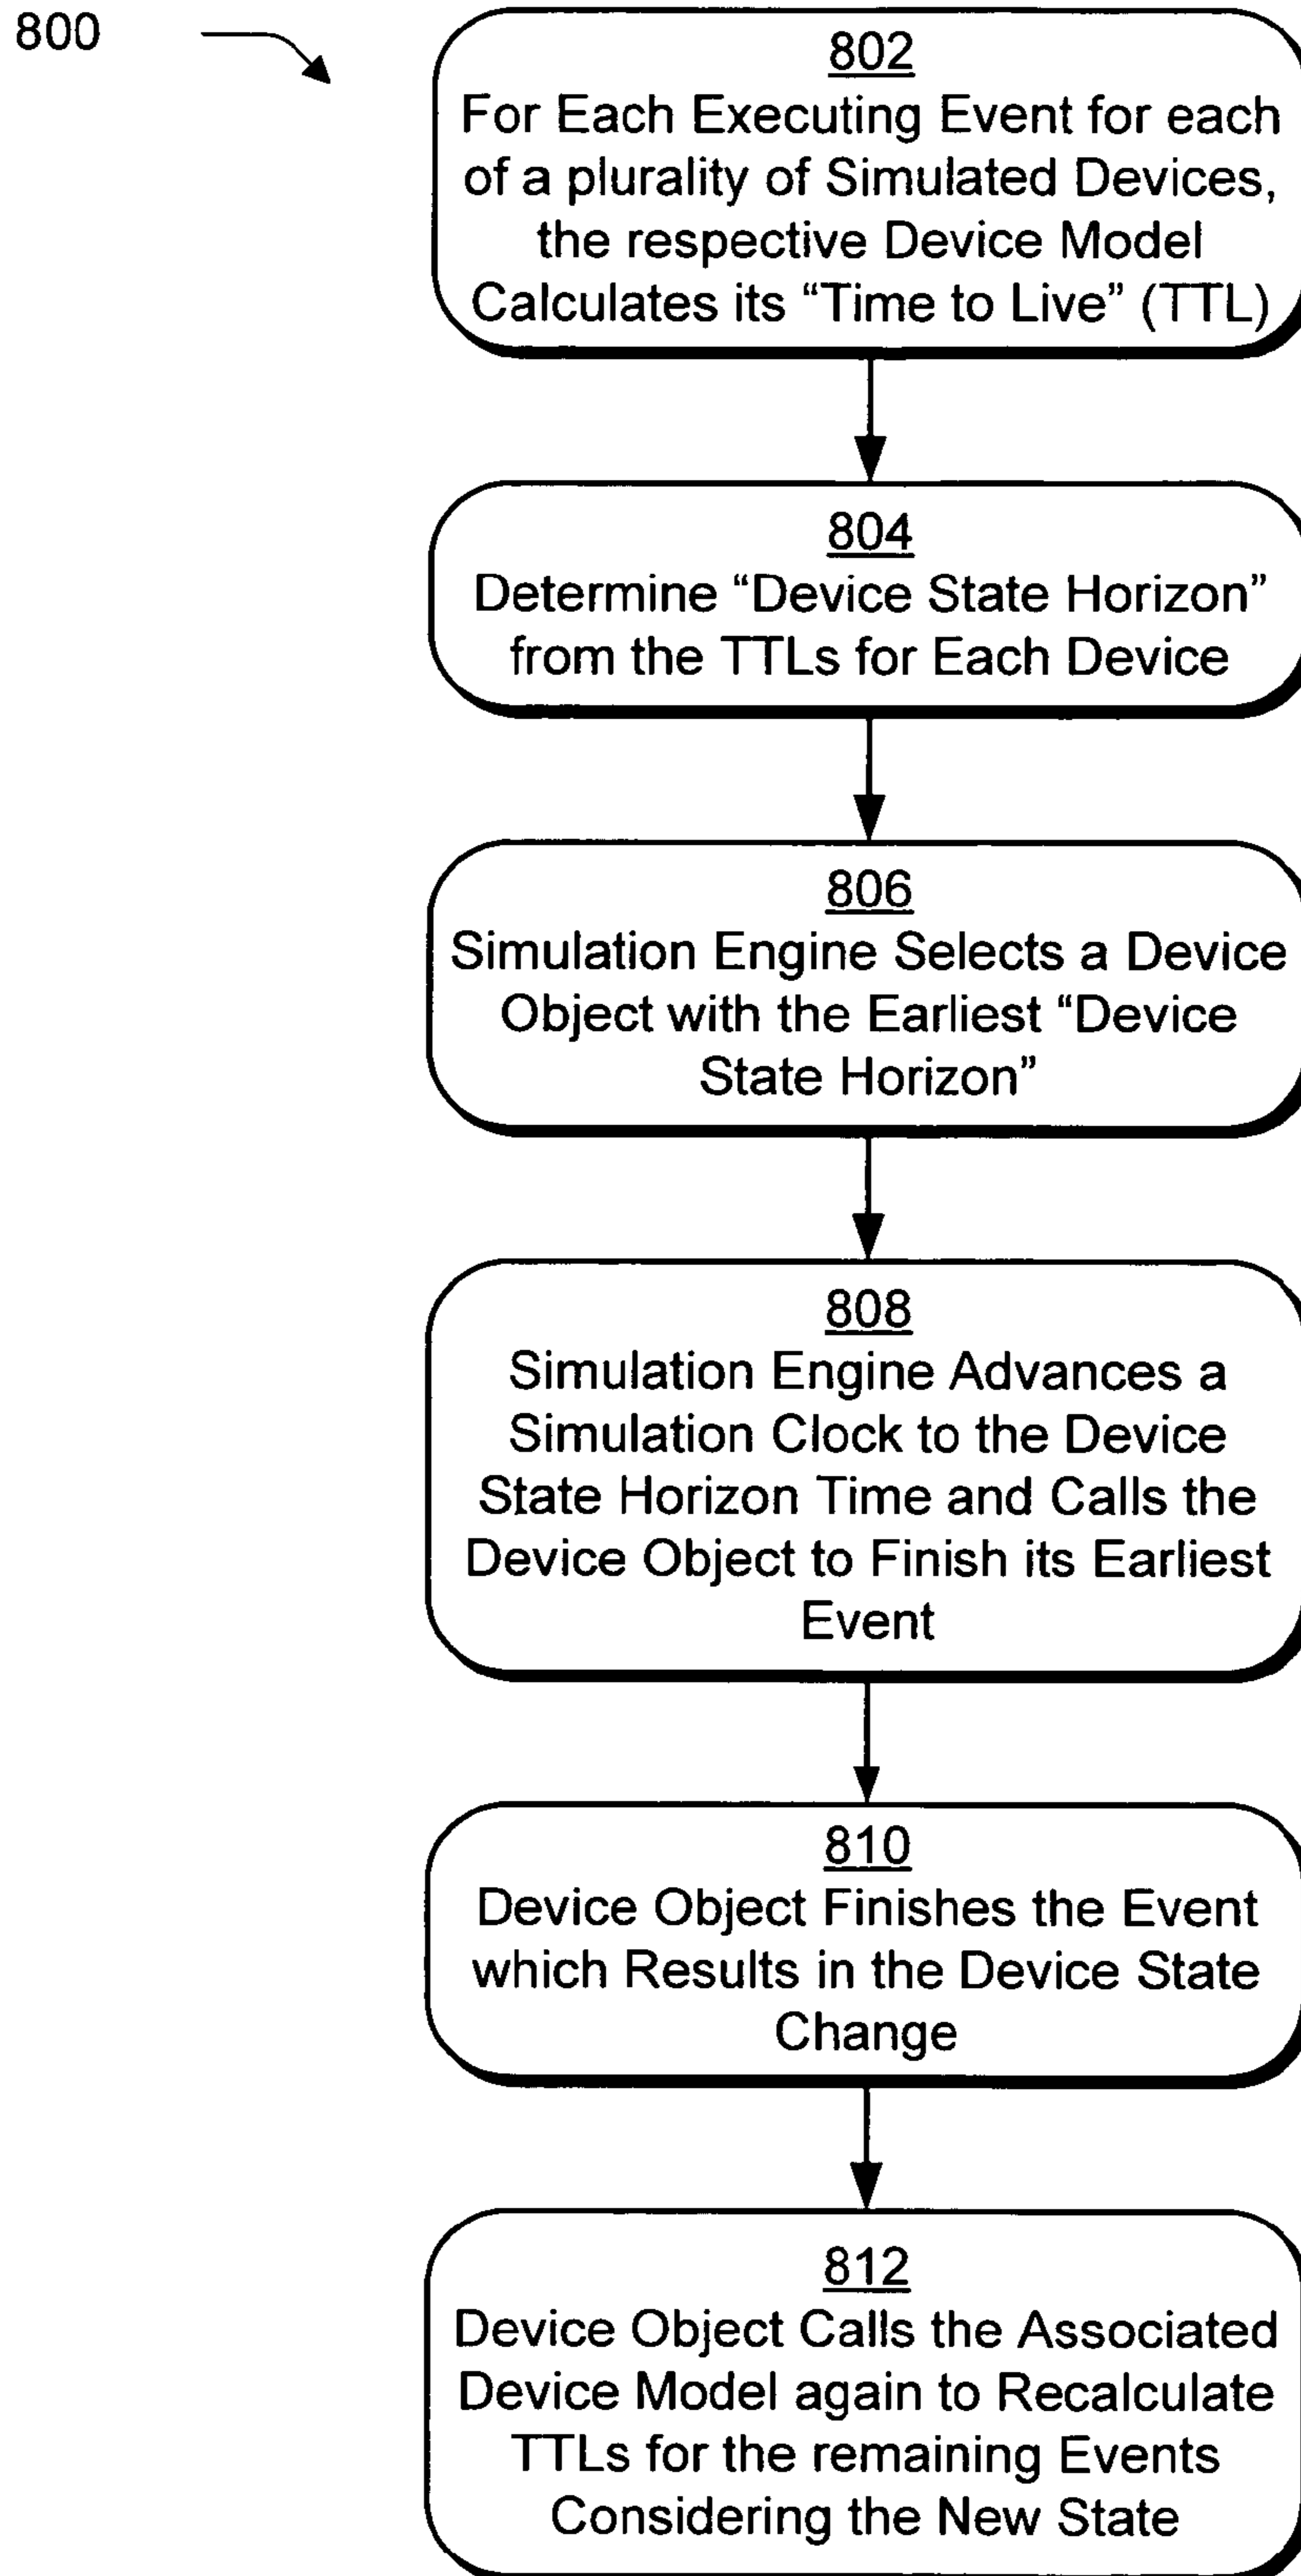 800
802
For Each Executing Event for each
of a plurality of Simulated Devices,
the respective Device Model
Calculates its “Time to Live” (TTL)
804
Determine “Device State Horizon”
from the TTLs for Each Device
806
Simulation Engine Selects a Device
Object with the Earliest “Device
State Horizon”
808
Simulation Engine Advances a
Simulation Clock to the Device
State Horizon Time and Calls the
Device Object to Finish its Earliest
Event
810
Device Object Finishes the Event
which Results in the Device State
Change
812
Device Object Calls the Associated
Device Model again to Recalculate
TTLs for the remaining Events
Considering the New State